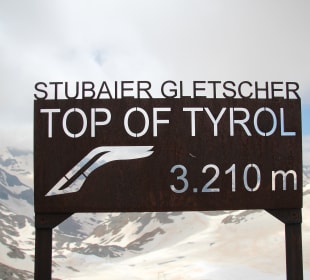 STUBAIER GLETSCHER
TOP OF TYROL
3.210 m